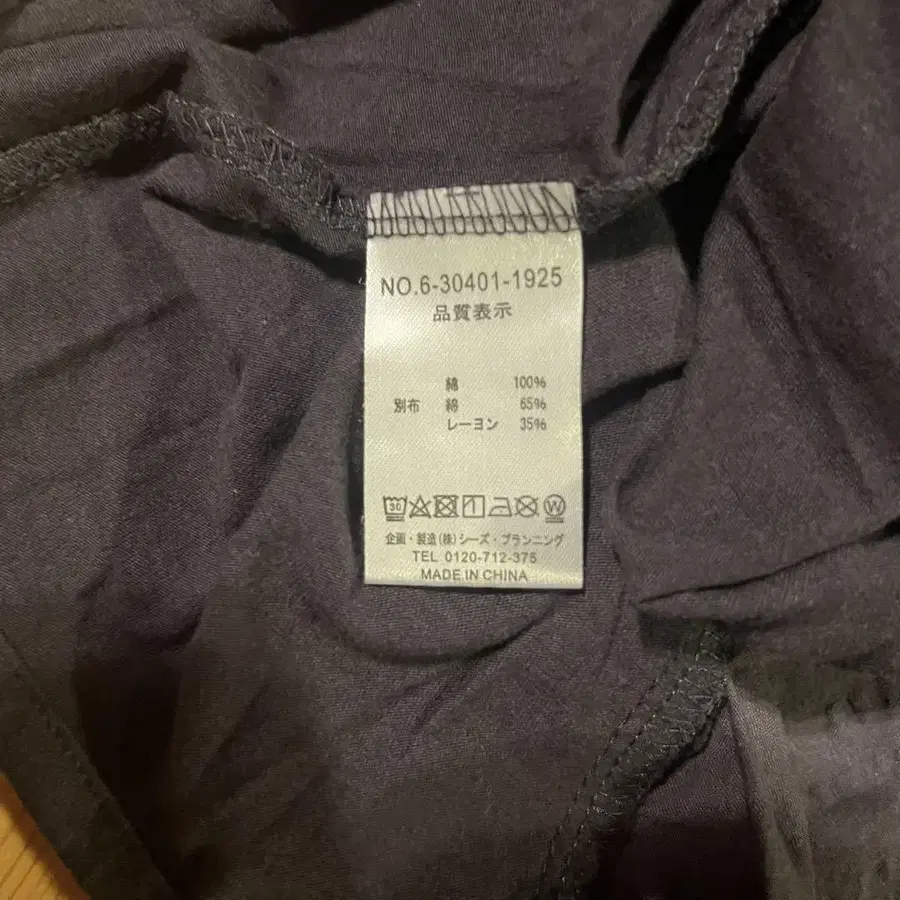 NO.6-30401-1925
品質表示
綿 100%
別布 綿 65%
レーヨン 35%
30 W
企画・製造(株)シーズ・プランニング
TEL 0120-712-375
MADE IN CHINA